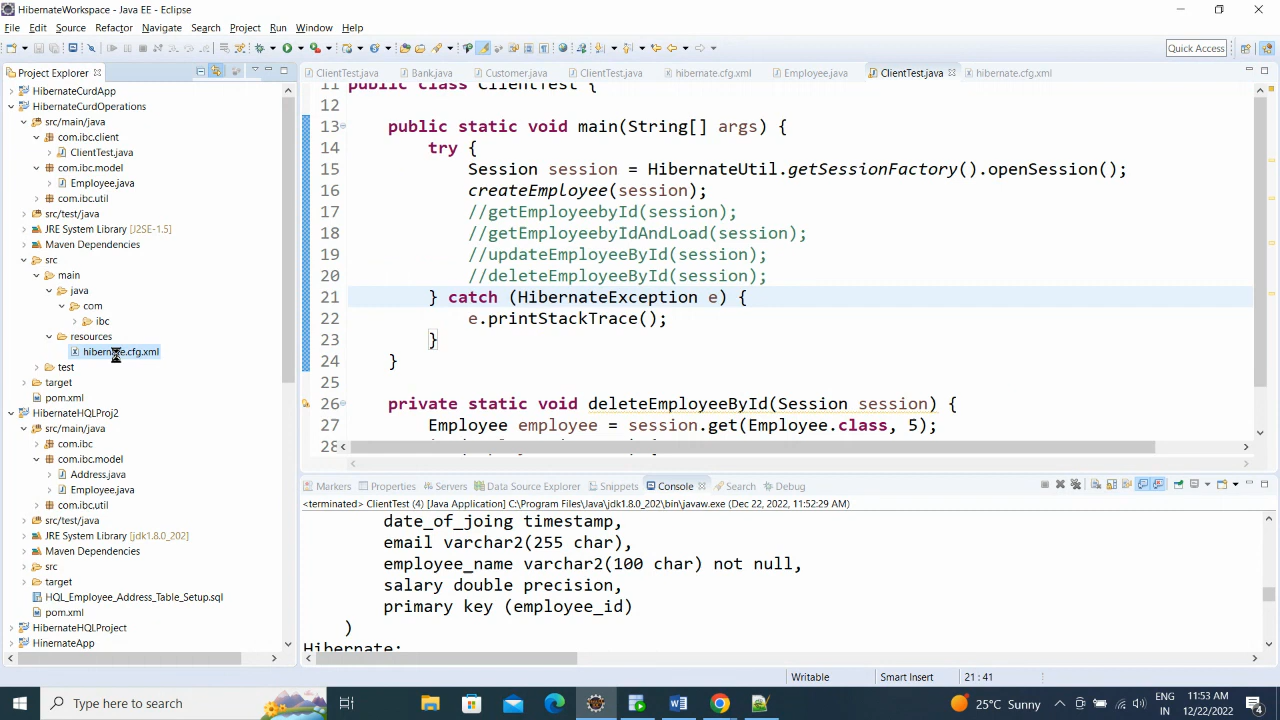 HibernateWorkspace - Java EE - Eclipse
File Edit Source Refactor Navigate Search Project Run Window Help
Quick Access
Project Explorer
HibernateCurdApp
HibernateCurdOperations
src/main/java
com.ibc.client
ClientTest.java
com.ibc.model
Employee.java
com.ibc.util
src/test/java
JRE System Library [J2SE-1.5]
Maven Dependencies
src
main
java
com
ibc
resources
hibernate.cfg.xml
test
target
pom.xml
HibernateHQLProj2
src/main/java
com.ibc
com.ibc.model
Address.java
Employee.java
com.ibc.util
src/test/java
JRE System Library [jdk1.8.0_202]
Maven Dependencies
src
target
HQL_Employee_Address_Table_Setup.sql
pom.xml
HibernateHQLProject
HinernateApp
ClientTest.java Bank.java Customer.java ClientTest.java hibernate.cfg.xml Employee.java ClientTest.java hibernate.cfg.xml
11 public class ClientTest {
12
13 public static void main(String[] args) {
14 try {
15 Session session = HibernateUtil.getSessionFactory().openSession();
16 createEmployee(session);
17 //getEmployeebyId(session);
18 //getEmployeebyIdAndLoad(session);
19 //updateEmployeeById(session);
20 //deleteEmployeeById(session);
21 } catch (HibernateException e) {
22 e.printStackTrace();
23 }
24 }
25
26 private static void deleteEmployeeById(Session session) {
27 Employee employee = session.get(Employee.class, 5);
28
Markers Properties Servers Data Source Explorer Snippets Console Search Debug
<terminated> ClientTest (4) [Java Application] C:\Program Files\Java\jdk1.8.0_202\bin\javaw.exe (Dec 22, 2022, 11:52:29 AM)
date_of_joing timestamp,
email varchar2(255 char),
employee_name varchar2(100 char) not null,
salary double precision,
primary key (employee_id)
)
Hibernate:
Writable Smart Insert 21 : 41
Type here to search
25°C Sunny
ENG
IN
11:53 AM
12/22/2022
4